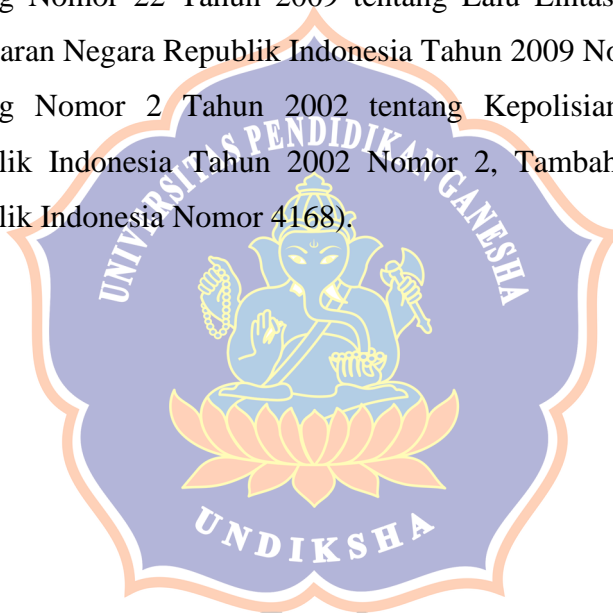 g Nomor 22 Tahun 2009 tentang Lalu Lintas
aran Negara Republik Indonesia Tahun 2009 No
g Nomor 2 Tahun 2002 tentang Kepolisian
lik Indonesia Tahun 2002 Nomor 2, Tambah
lik Indonesia Nomor 4168).
UNIVERSITAS PENDIDIKAN GANESHA
UNDIKSHA